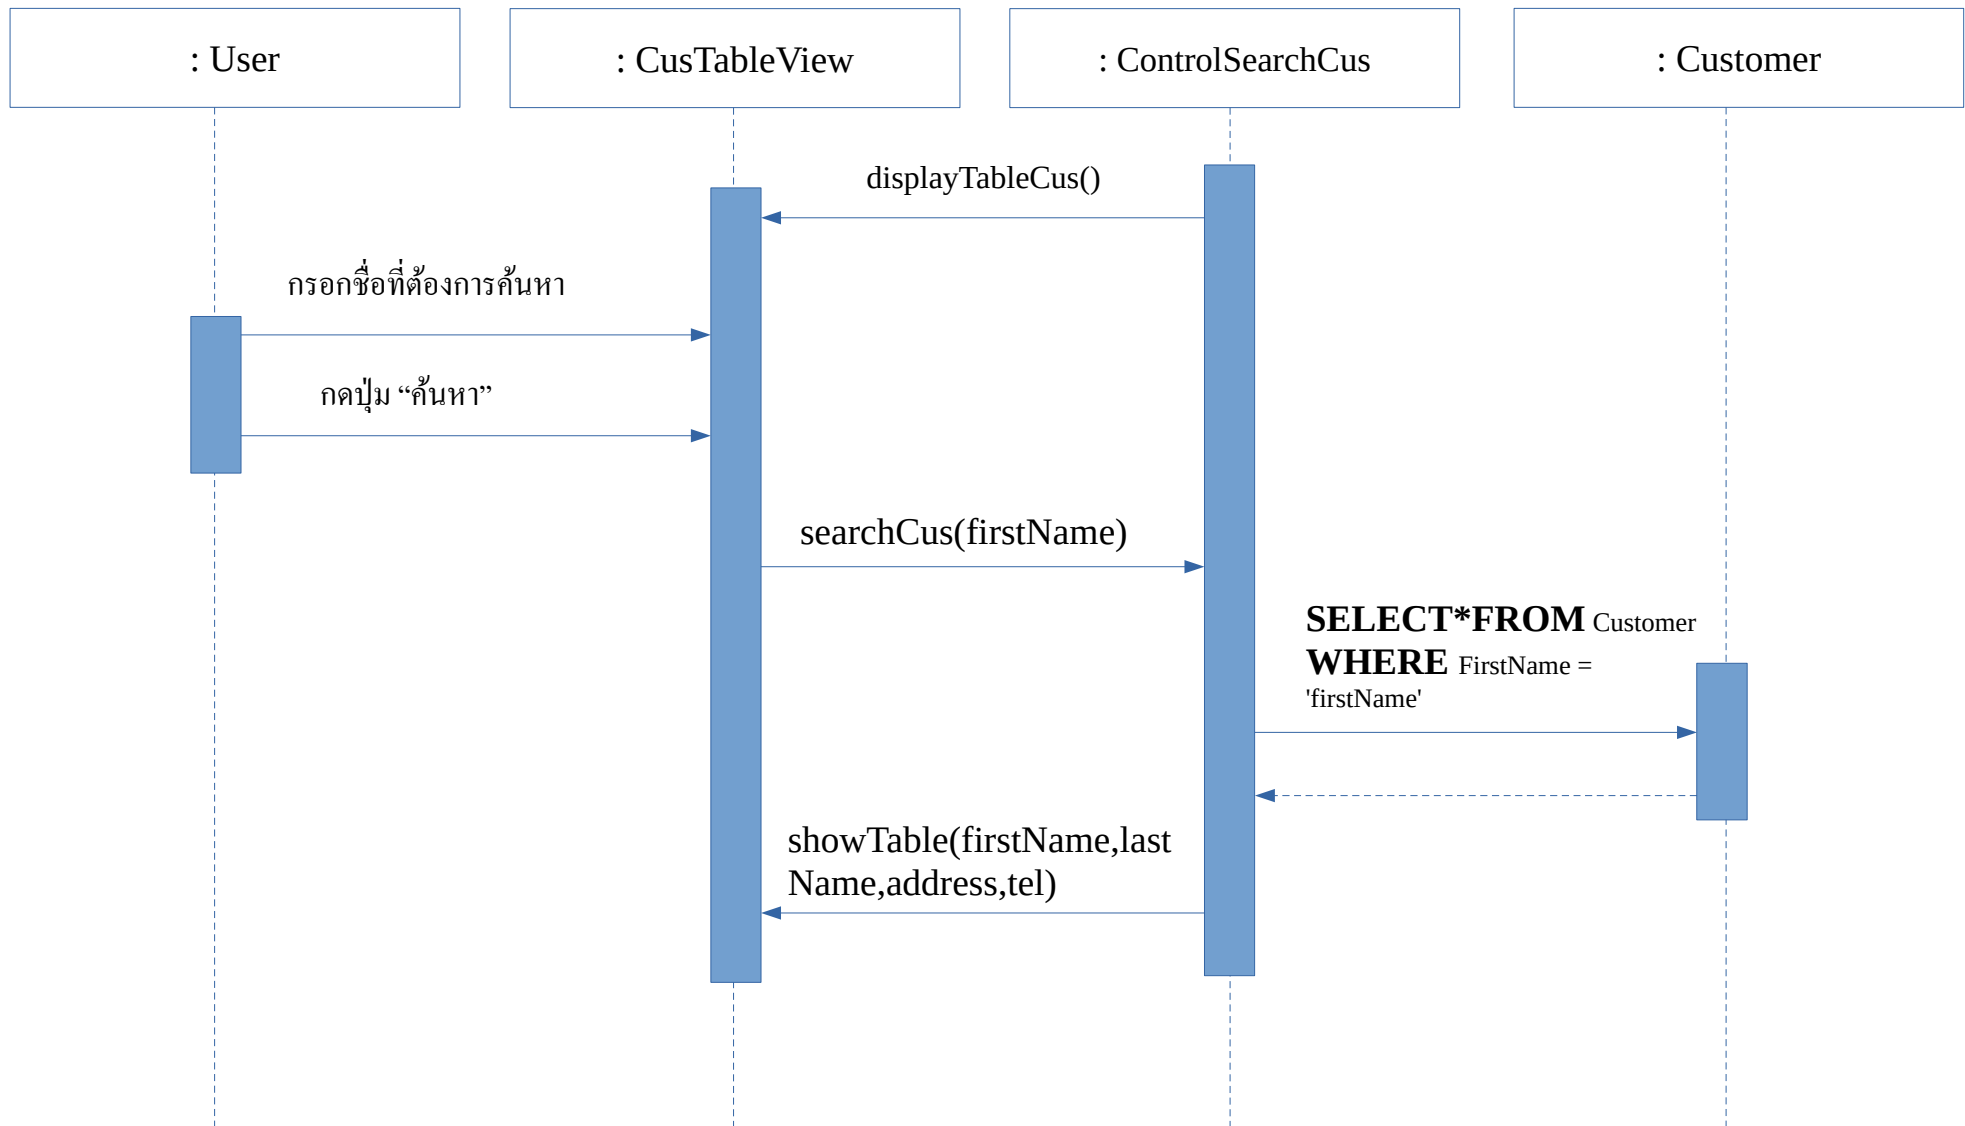 : User
: CusTableView
: ControlSearchCus
: Customer
displayTableCus()
กรอกชื่อที่ต้องการค้นหา
กดปุ่ม “ค้นหา”
searchCus(firstName)
SELECT*FROM Customer
WHERE FirstName =
'firstName'
showTable(firstName,last
Name,address,tel)